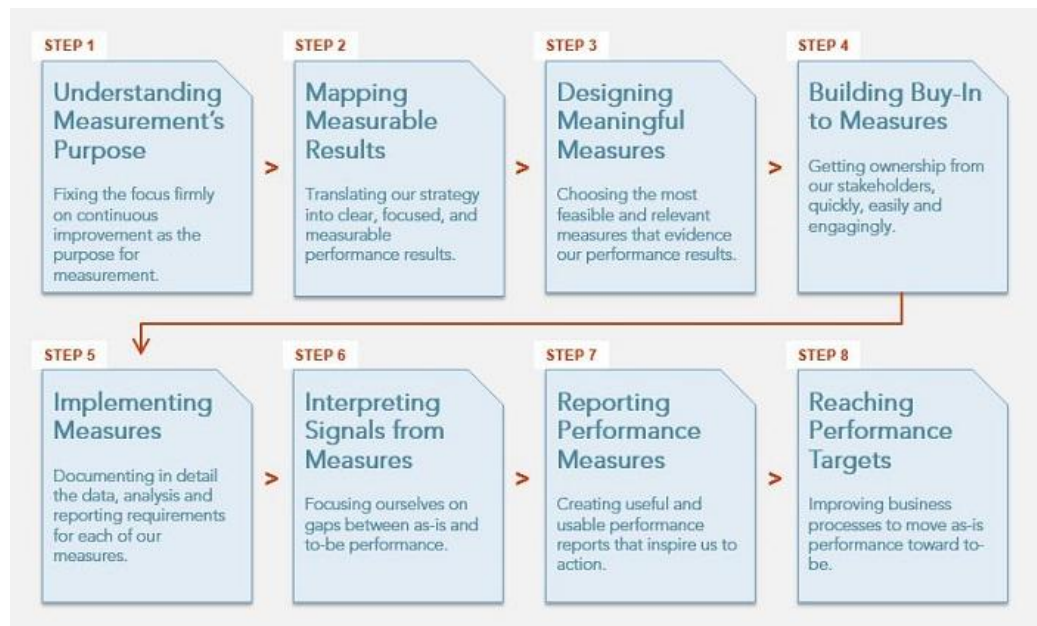 STEP 1
Understanding
Measurement's
Purpose
Fixing the focus firmly
on continuous
improvement as the
purpose for
measurement.
>
STEP 2
Mapping
Measurable
Results
Translating our strategy
into clear, focused, and
measurable
performance results.
>
STEP 3
Designing
Meaningful
Measures
Choosing the most
feasible and relevant
measures that evidence
our performance results.
>
STEP 4
Building Buy-In
to Measures
Getting ownership from
our stakeholders,
quickly, easily and
engagingly.
STEP 5
Implementing
Measures
Documenting in detail
the data, analysis and
reporting requirements
for each of our
measures.
>
STEP 6
Interpreting
Signals from
Measures
Focusing ourselves on
gaps between as-is and
to-be performance.
>
STEP 7
Reporting
Performance
Measures
Creating useful and
usable performance
reports that inspire us to
action.
>
STEP 8
Reaching
Performance
Targets
Improving business
processes to move as-is
performance toward to-
be.